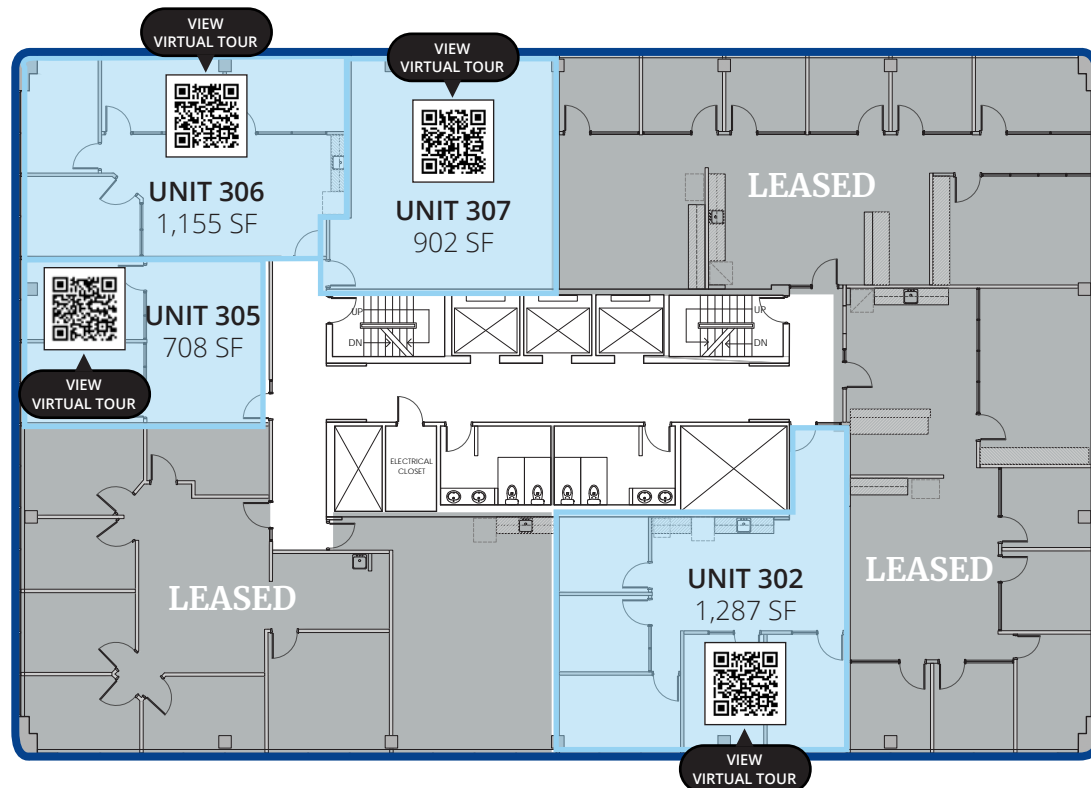 VIEW
VIRTUAL TOUR
VIEW
VIRTUAL TOUR
UNIT 306
1,155 SF
UNIT 307
902 SF
LEASED
UNIT 305
708 SF
VIEW
VIRTUAL TOUR
UP
DN
UP
DN
ELECTRICAL
CLOSET
LEASED
UNIT 302
1,287 SF
LEASED
VIEW
VIRTUAL TOUR